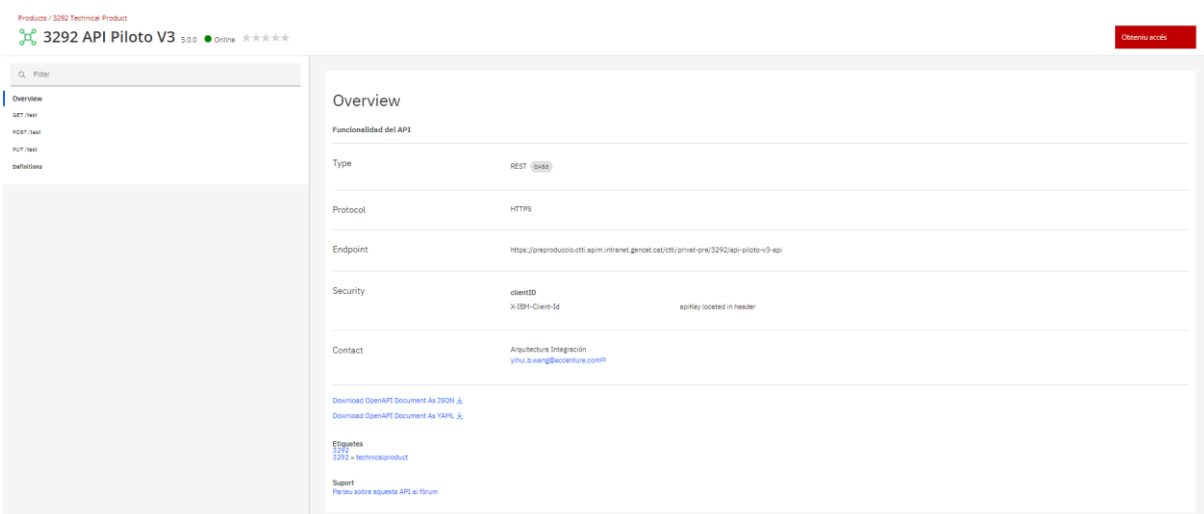 Products / 3292 Technical Product
3292 API Piloto V3 5.0.0 Online
Obteniu accés
Filter
Overview
GET /test
POST /test
PUT /test
Definitions
Overview
Funcionalidad del API
Type REST OAS3
Protocol HTTPS
Endpoint https://preproduccio.ctti.apim.intranet.gencat.cat/ctti/privat-pre/3292/api-piloto-v3-api
Security clientID
X-IBM-Client-Id apiKey located in header
Contact Arquitectura Integración
yihui.b.wang@accenture.com
Download OpenAPI Document As JSON
Download OpenAPI Document As YAML
Etiquetes
3292
3292 » technicalproduct
Suport
Parleu sobre aquesta API al fòrum